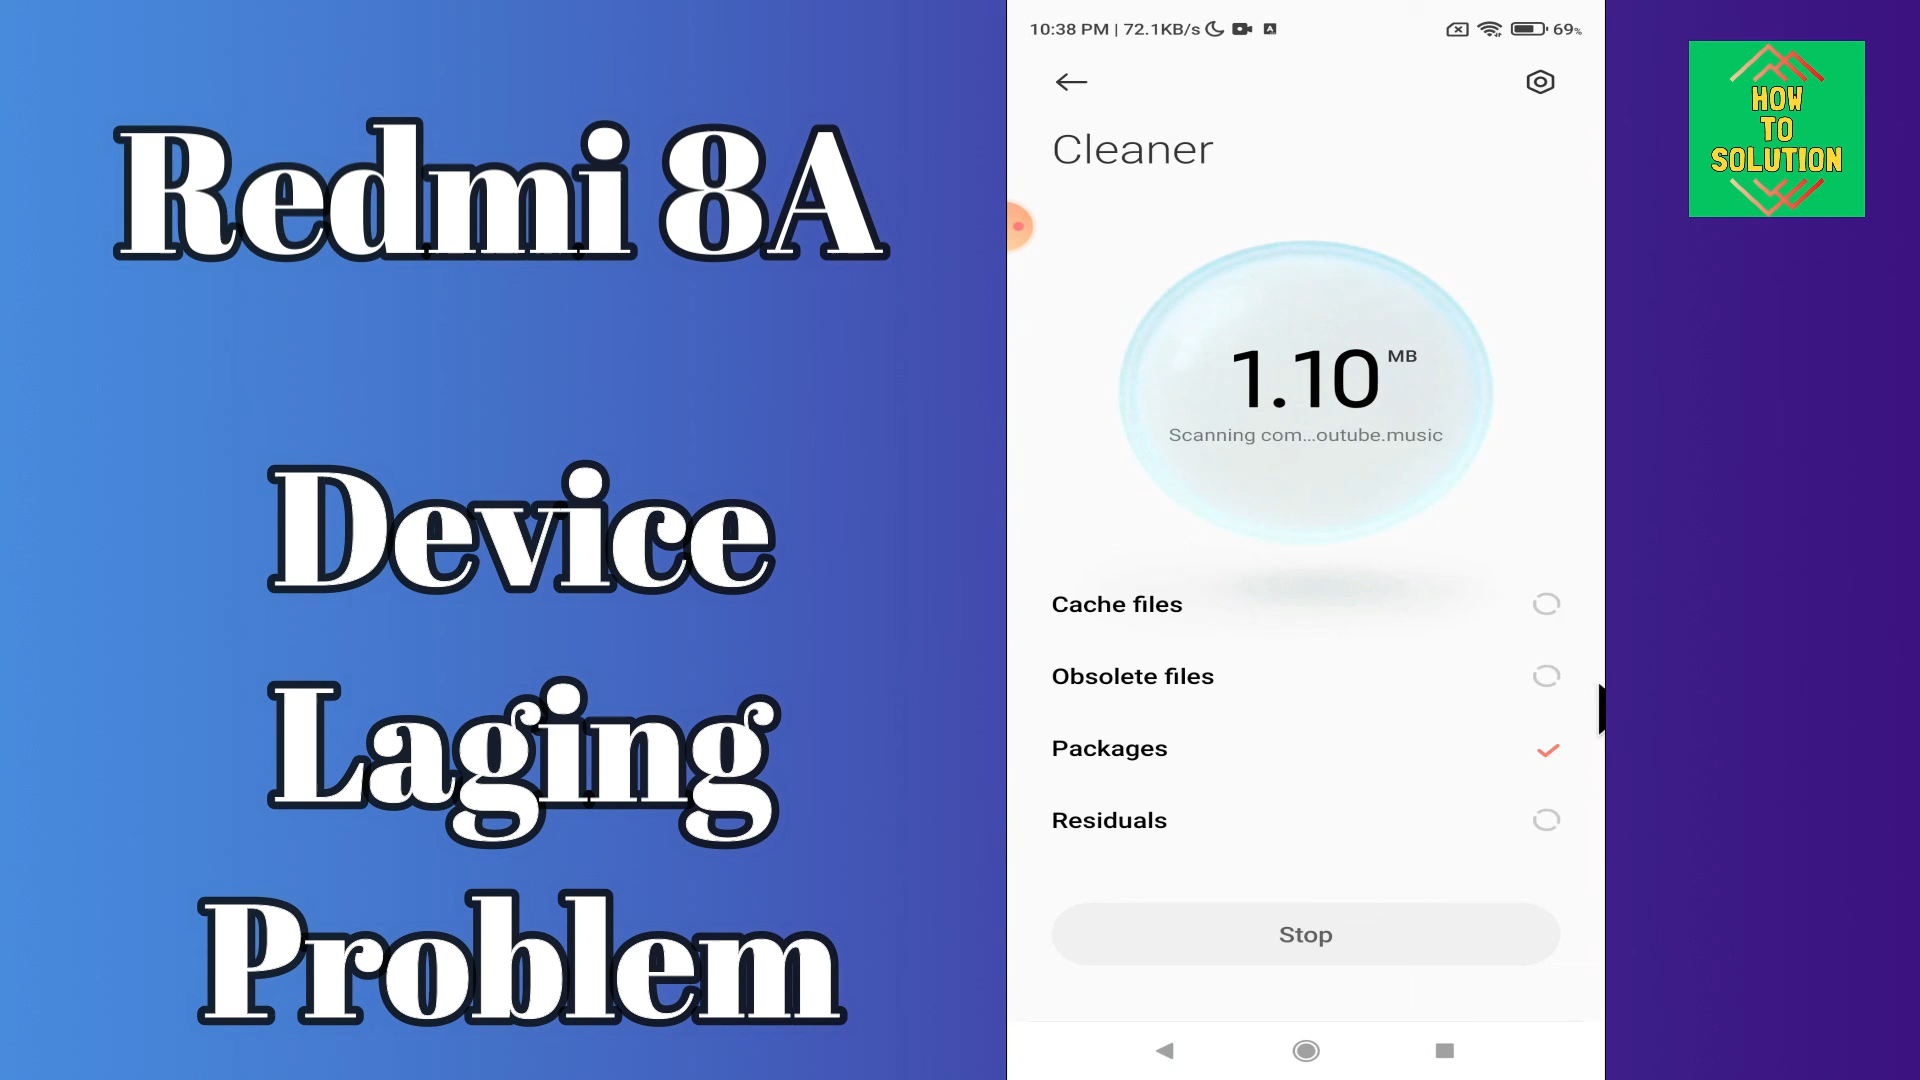 Redmi 8A
Device
Laging
Problem
10:38 PM | 72.1KB/s
A
69%
Cleaner
1.10 MB
Scanning com...outube.music
Cache files
Obsolete files
Packages
Residuals
Stop
HOW
TO
SOLUTION